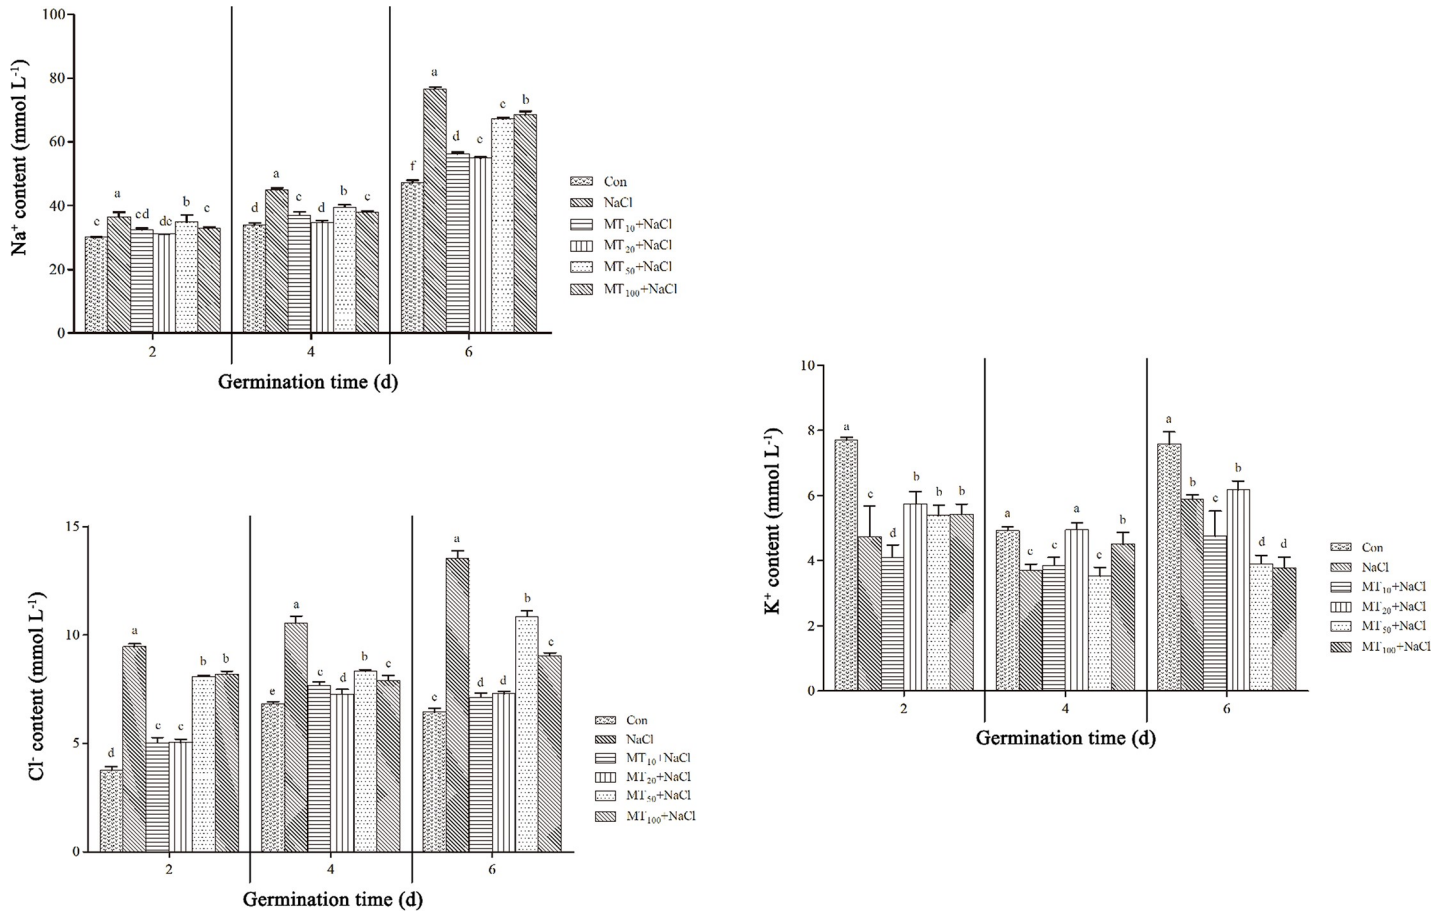 100
80
60
40
20
0
Na⁺ content (mmol L⁻¹)
c a cd de b c
d a c d b c
f a d e c b
2 4 6
Germination time (d)
Con
NaCl
MT₁₀+NaCl
MT₂₀+NaCl
MT₅₀+NaCl
MT₁₀₀+NaCl
15
10
5
0
Cl⁻ content (mmol L⁻¹)
d a c c b b
e a c d b c
e a d d b c
2 4 6
Germination time (d)
Con
NaCl
MT₁₀+NaCl
MT₂₀+NaCl
MT₅₀+NaCl
MT₁₀₀+NaCl
10
8
6
4
2
0
K⁺ content (mmol L⁻¹)
a c d b b b
a c c a c b
a b c b d d
2 4 6
Germination time (d)
Con
NaCl
MT₁₀+NaCl
MT₂₀+NaCl
MT₅₀+NaCl
MT₁₀₀+NaCl